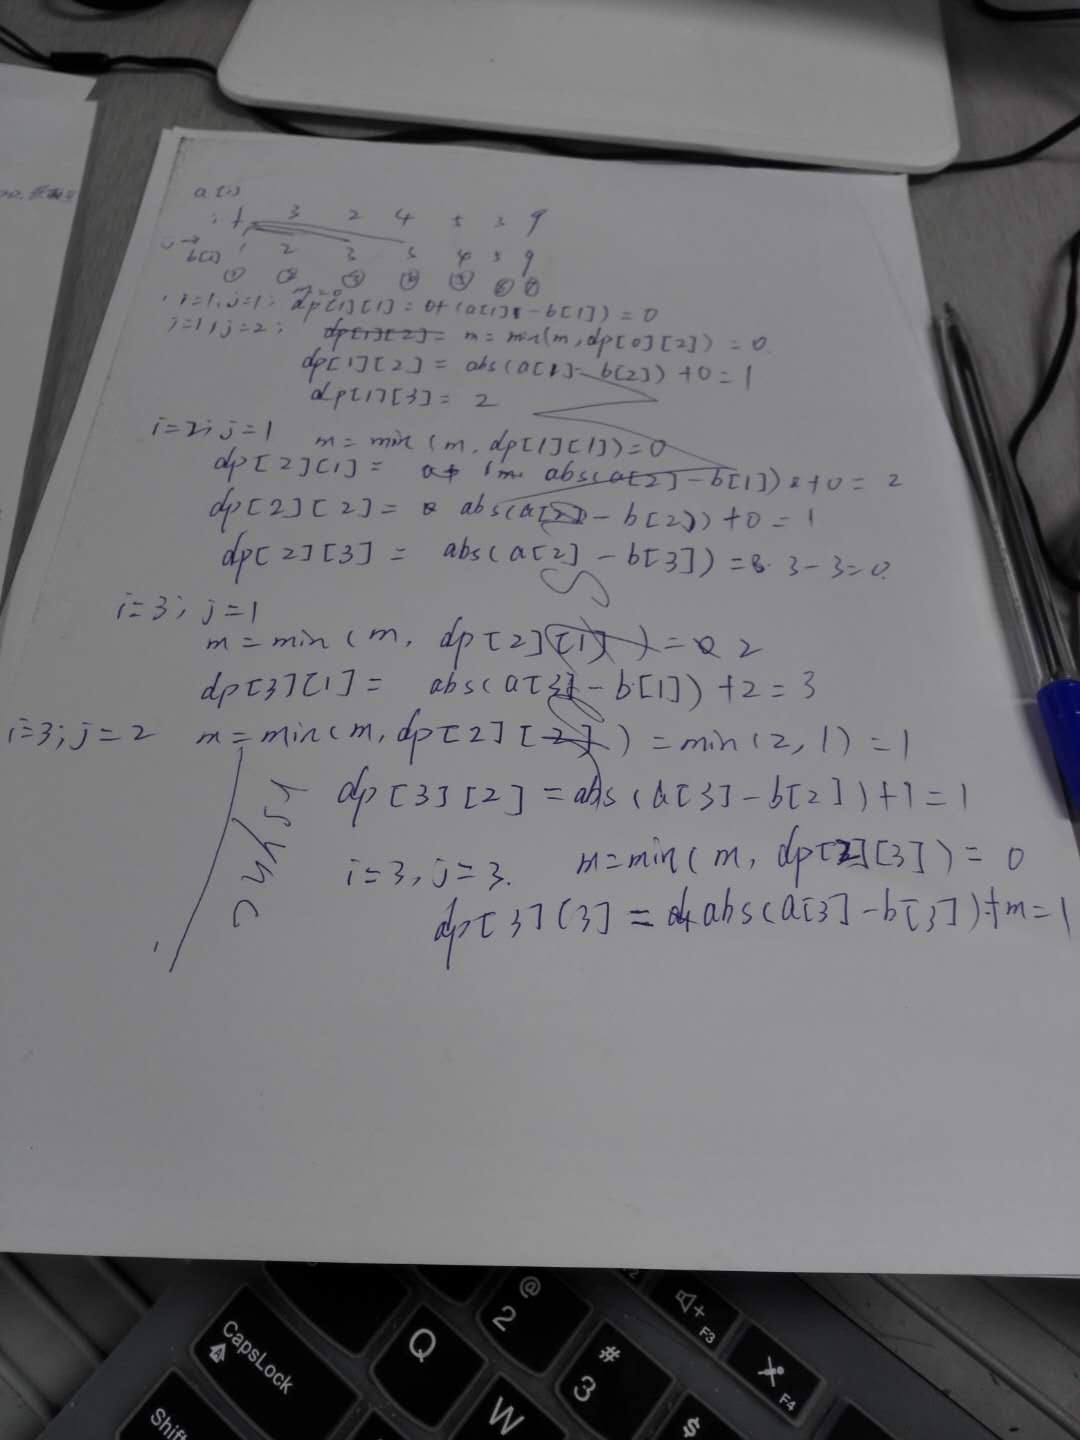 a(i)
1 3 2 4 5 3 9
b(i) 1 2 3 3 4 5 9
① ② ③ ④ ⑤ ⑥ ⑦
m=0
i=1, j=1: dp[1][1] = 0+(a[1] - b[1]) = 0
i=1, j=2; dp[1][2]= m = min(m, dp[0][2]) = 0.
dp[1][2] = abs(a[1]- b[2]) +0 = 1
dp[1][3] = 2
i=2; j=1 m = min (m, dp[1][1])=0
dp[2][1] = abs(a[2] - b[1]) +0 = 2
dp[2][2] = abs(a[2] - b[2]) +0 = 1
dp[2][3] = abs(a[2] - b[3]) = 3-3=0.
i=3; j=1
m = min (m, dp[2][1]) = 2
dp[3][1] = abs(a[3] - b[1]) +2 = 3
i=3; j=2 m = min(m, dp[2][2]) = min(2,1) = 1
dp[3][2] = abs(a[3]-b[2])+1=1
i=3, j=3. m=min(m, dp[2][3]) = 0
dp[3][3] = abs(a[3]-b[3])+m=1
CapsLock
Q
@
2
#
3
W
$
F3
F4
Shift